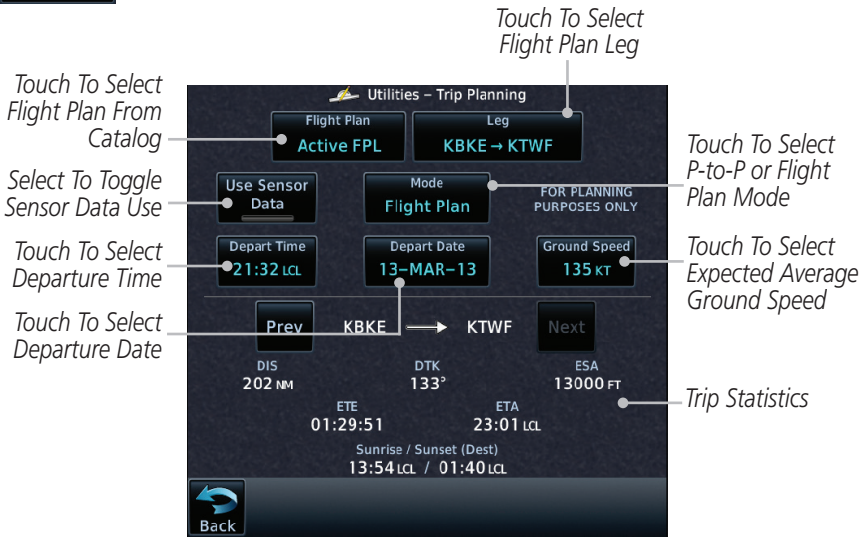 Touch To Select
Flight Plan Leg
Touch To Select
Flight Plan From
Catalog
Select To Toggle
Sensor Data Use
Touch To Select
Departure Time
Touch To Select
Departure Date
Utilities – Trip Planning
Flight Plan
Active FPL
Leg
KBKE → KTWF
Use Sensor
Data
Mode
Flight Plan
FOR PLANNING
PURPOSES ONLY
Depart Time
21:32 LCL
Depart Date
13–MAR–13
Ground Speed
135 KT
Prev
KBKE → KTWF
Next
DIS
202 NM
DTK
133°
ESA
13000 FT
ETE
01:29:51
ETA
23:01 LCL
Sunrise / Sunset (Dest)
13:54 LCL / 01:40 LCL
Back
Touch To Select
P-to-P or Flight
Plan Mode
Touch To Select
Expected Average
Ground Speed
Trip Statistics